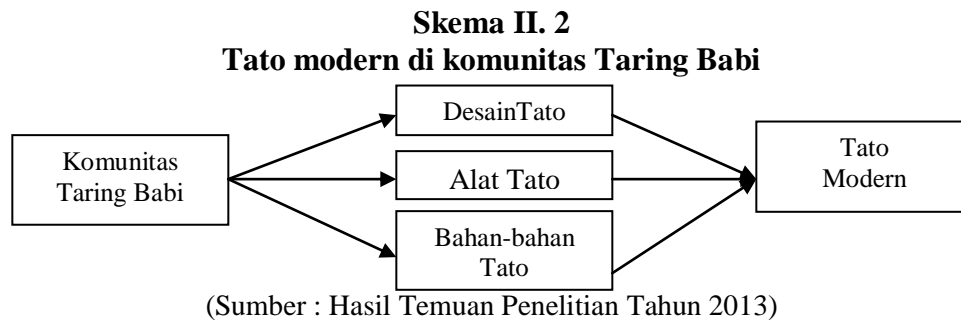 Skema II. 2
Tato modern di komunitas Taring Babi
Komunitas
Taring Babi
DesainTato
Alat Tato
Bahan-bahan
Tato
Tato
Modern
(Sumber : Hasil Temuan Penelitian Tahun 2013)